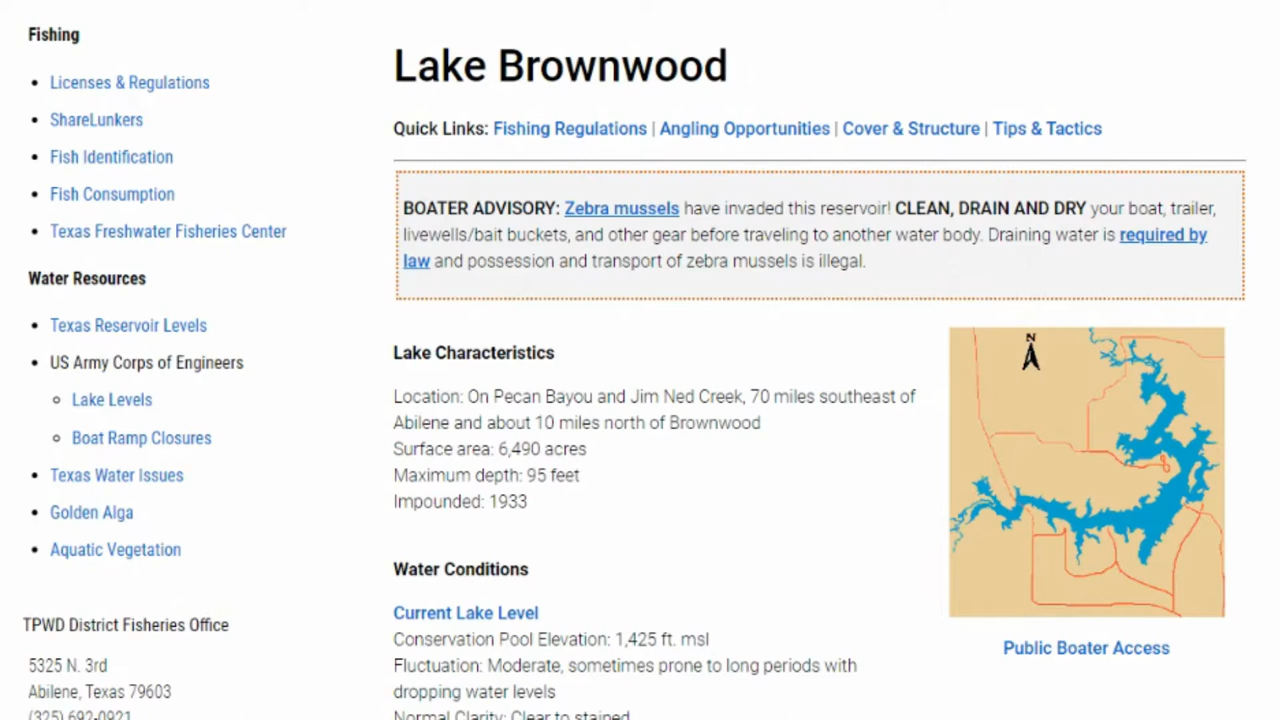 Fishing
Licenses & Regulations
ShareLunkers
Fish Identification
Fish Consumption
Texas Freshwater Fisheries Center
Water Resources
Texas Reservoir Levels
US Army Corps of Engineers
Lake Levels
Boat Ramp Closures
Texas Water Issues
Golden Alga
Aquatic Vegetation
TPWD District Fisheries Office
5325 N. 3rd
Abilene, Texas 79603
(325) 692-0921
Lake Brownwood
Quick Links: Fishing Regulations | Angling Opportunities | Cover & Structure | Tips & Tactics
BOATER ADVISORY: Zebra mussels have invaded this reservoir! CLEAN, DRAIN AND DRY your boat, trailer,
livewells/bait buckets, and other gear before traveling to another water body. Draining water is required by
law and possession and transport of zebra mussels is illegal.
Lake Characteristics
Location: On Pecan Bayou and Jim Ned Creek, 70 miles southeast of
Abilene and about 10 miles north of Brownwood
Surface area: 6,490 acres
Maximum depth: 95 feet
Impounded: 1933
Water Conditions
Current Lake Level
Conservation Pool Elevation: 1,425 ft. msl
Fluctuation: Moderate, sometimes prone to long periods with
dropping water levels
Normal Clarity: Clear to stained
N
Public Boater Access